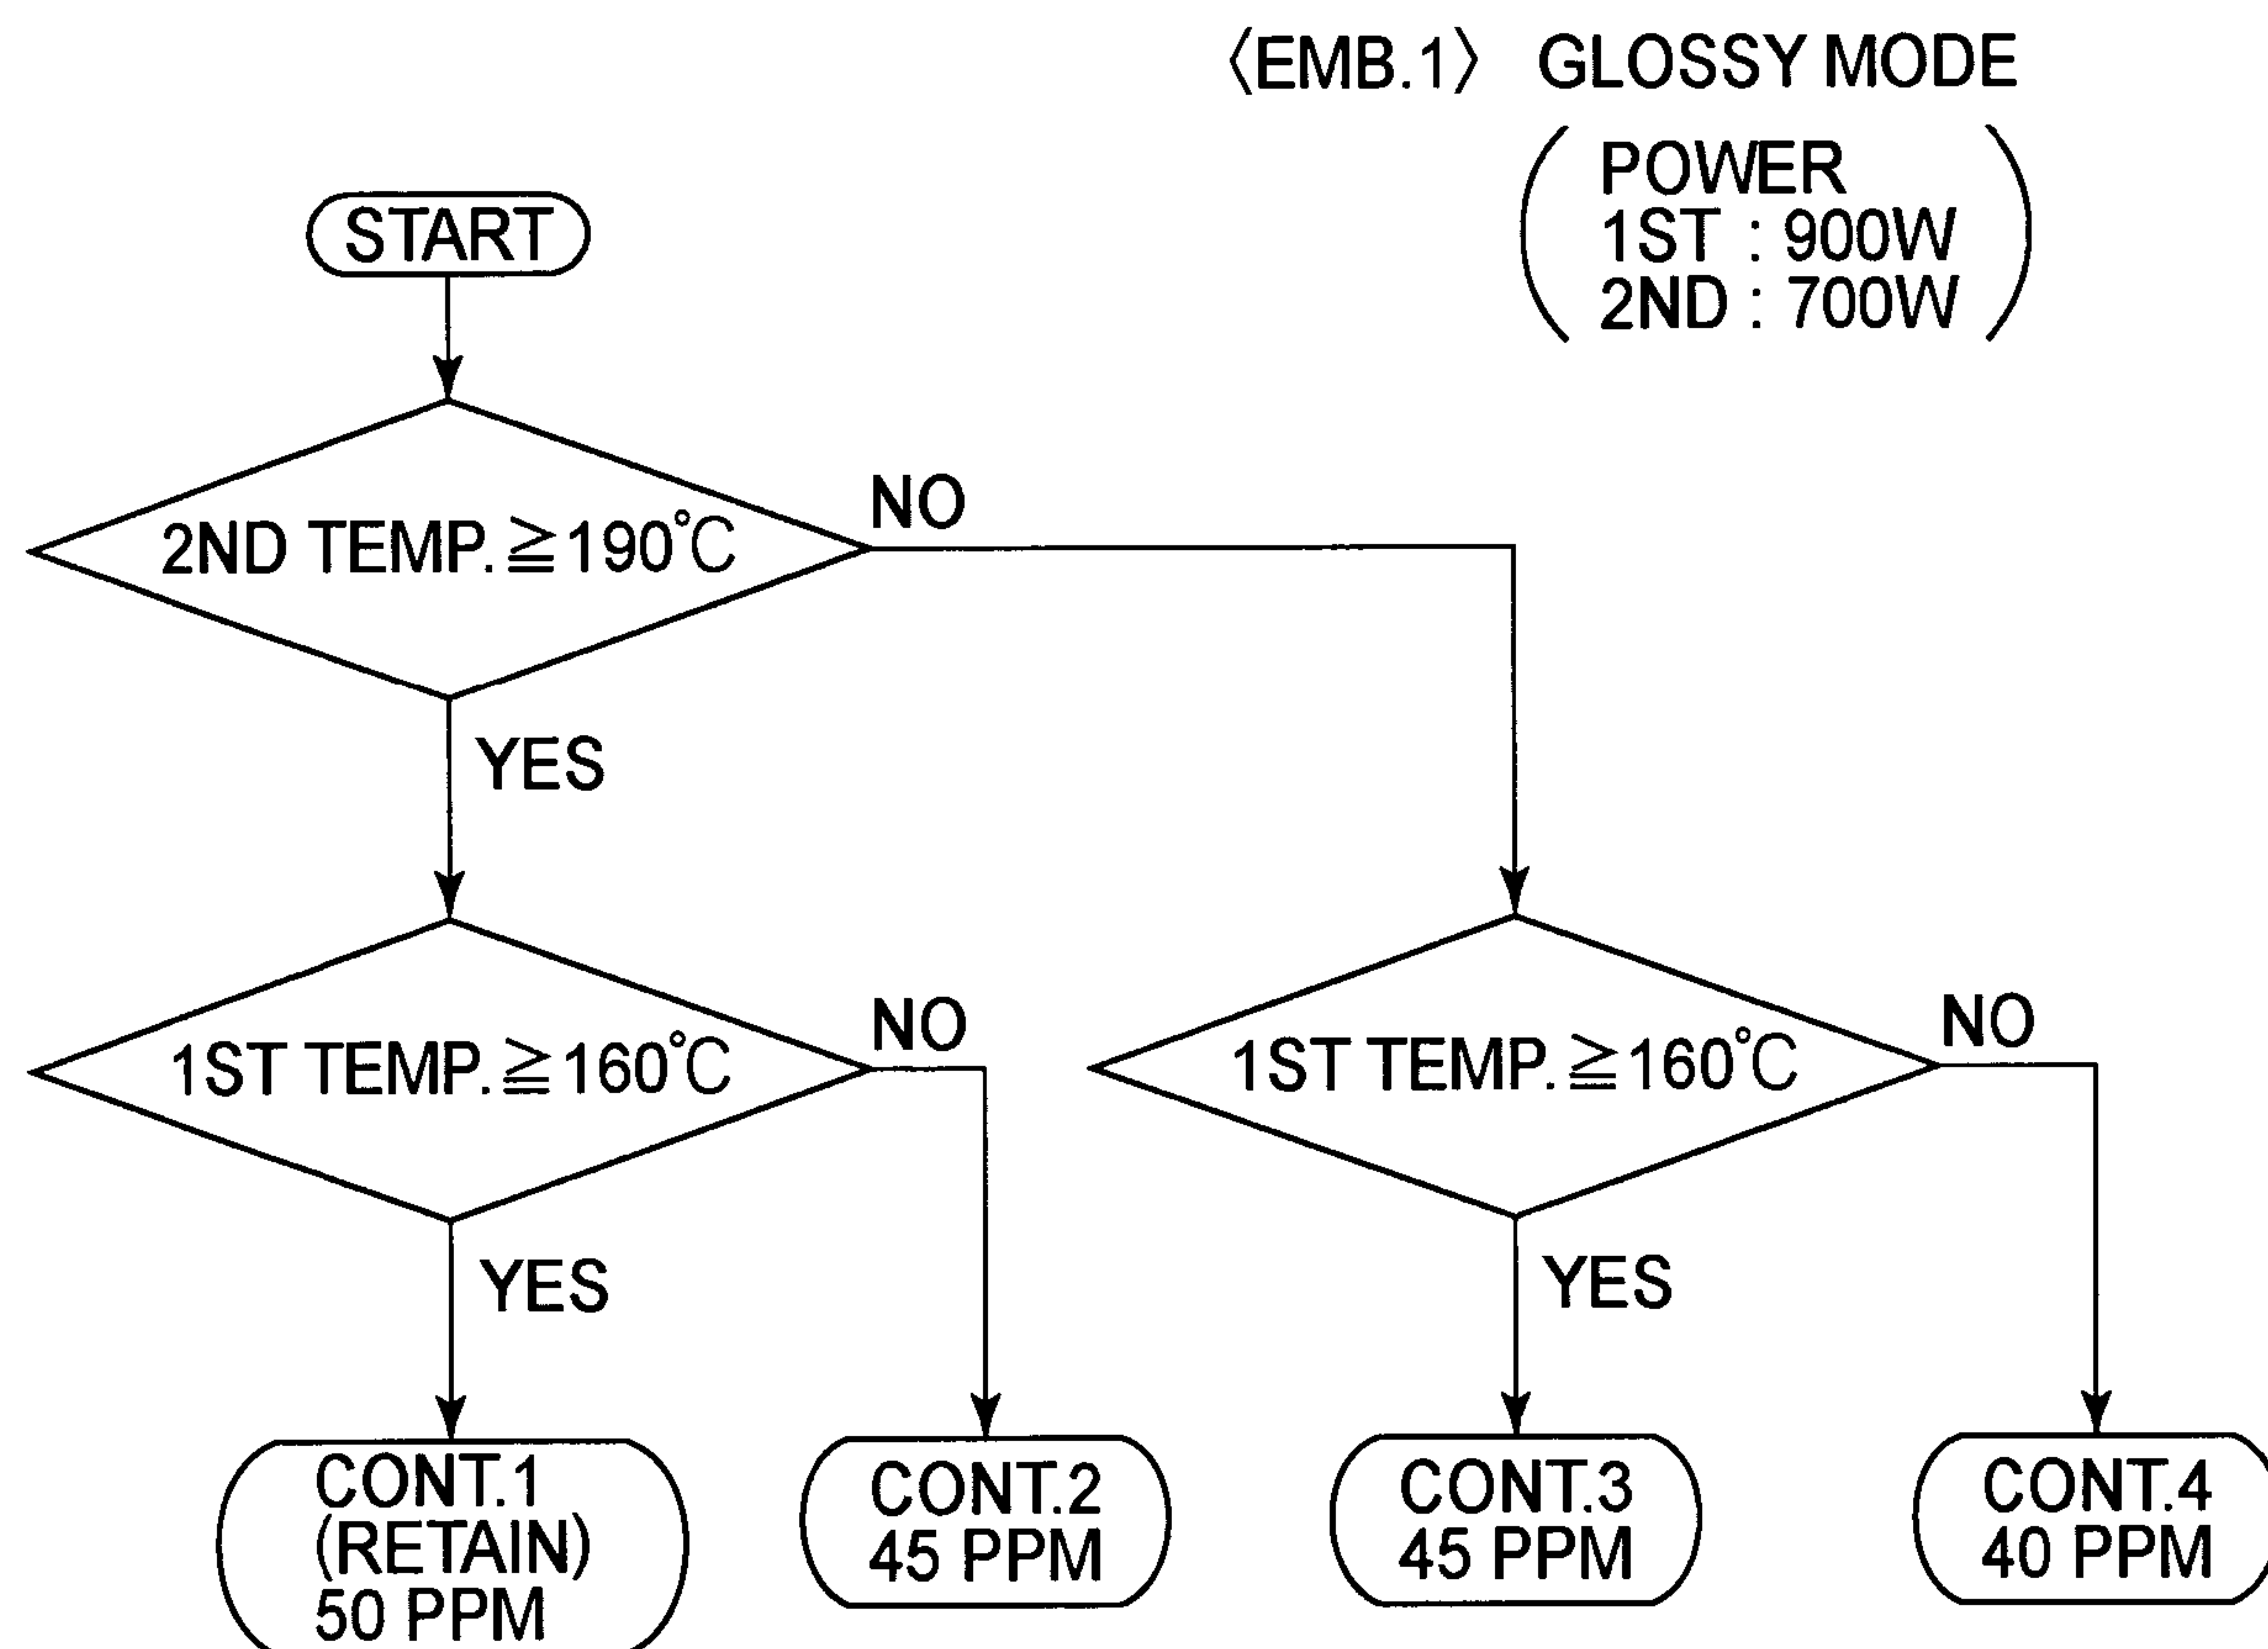 〈EMB.1〉 GLOSSY MODE
POWER
1ST : 900W
2ND : 700W
START
2ND TEMP.≧190℃
NO
YES
1ST TEMP.≧160℃
NO
1ST TEMP.≧160℃
NO
YES
YES
CONT.1
(RETAIN)
50 PPM
CONT.2
45 PPM
CONT.3
45 PPM
CONT.4
40 PPM